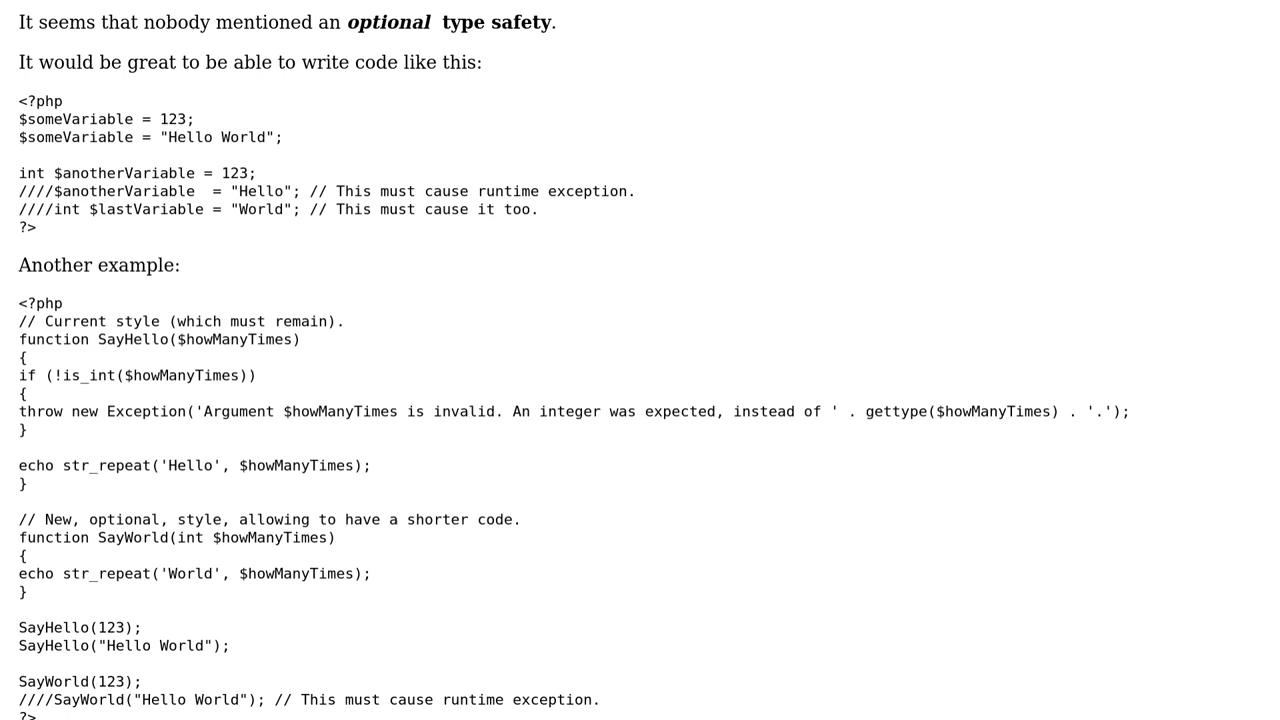 It seems that nobody mentioned an optional type safety.
It would be great to be able to write code like this:
<?php
$someVariable = 123;
$someVariable = "Hello World";
int $anotherVariable = 123;
////$anotherVariable  = "Hello"; // This must cause runtime exception.
////int $lastVariable = "World"; // This must cause it too.
?>
Another example:
<?php
// Current style (which must remain).
function SayHello($howManyTimes)
{
if (!is_int($howManyTimes))
{
throw new Exception('Argument $howManyTimes is invalid. An integer was expected, instead of ' . gettype($howManyTimes) . '.');
}
echo str_repeat('Hello', $howManyTimes);
}
// New, optional, style, allowing to have a shorter code.
function SayWorld(int $howManyTimes)
{
echo str_repeat('World', $howManyTimes);
}
SayHello(123);
SayHello("Hello World");
SayWorld(123);
////SayWorld("Hello World"); // This must cause runtime exception.
?>